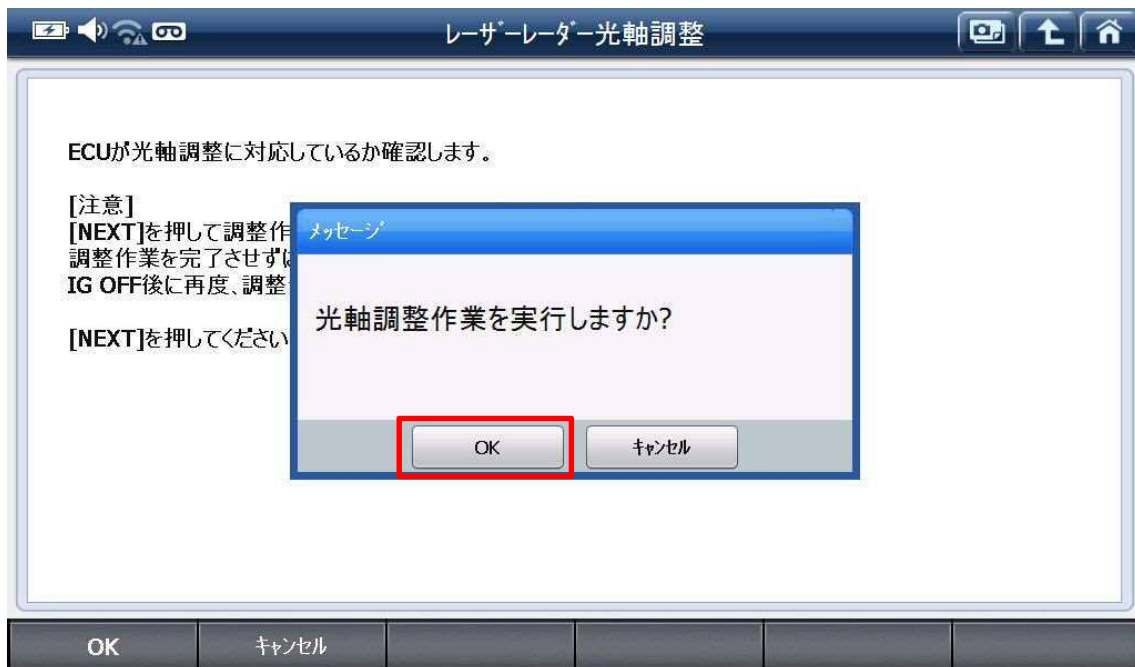 レーザーレーダー光軸調整
ECUが光軸調整に対応しているか確認します。
[注意]
[NEXT]を押して調整作
調整作業を完了させずに
IG OFF後に再度、調整
[NEXT]を押してください
メッセージ
光軸調整作業を実行しますか?
OK
キャンセル
OK
キャンセル